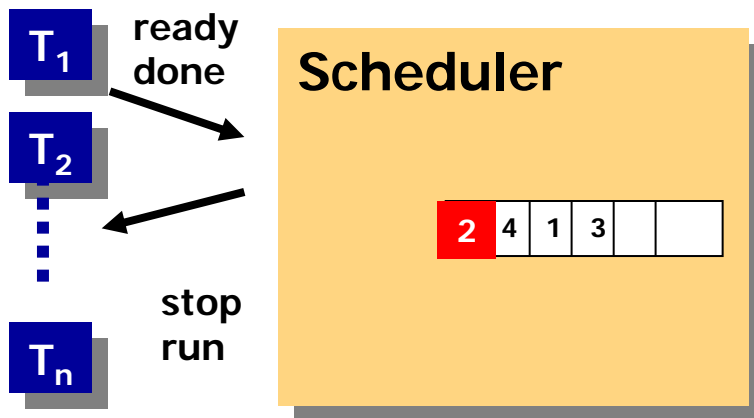 T₁
ready
done
Scheduler
T₂
2 4 1 3
stop
run
Tₙ